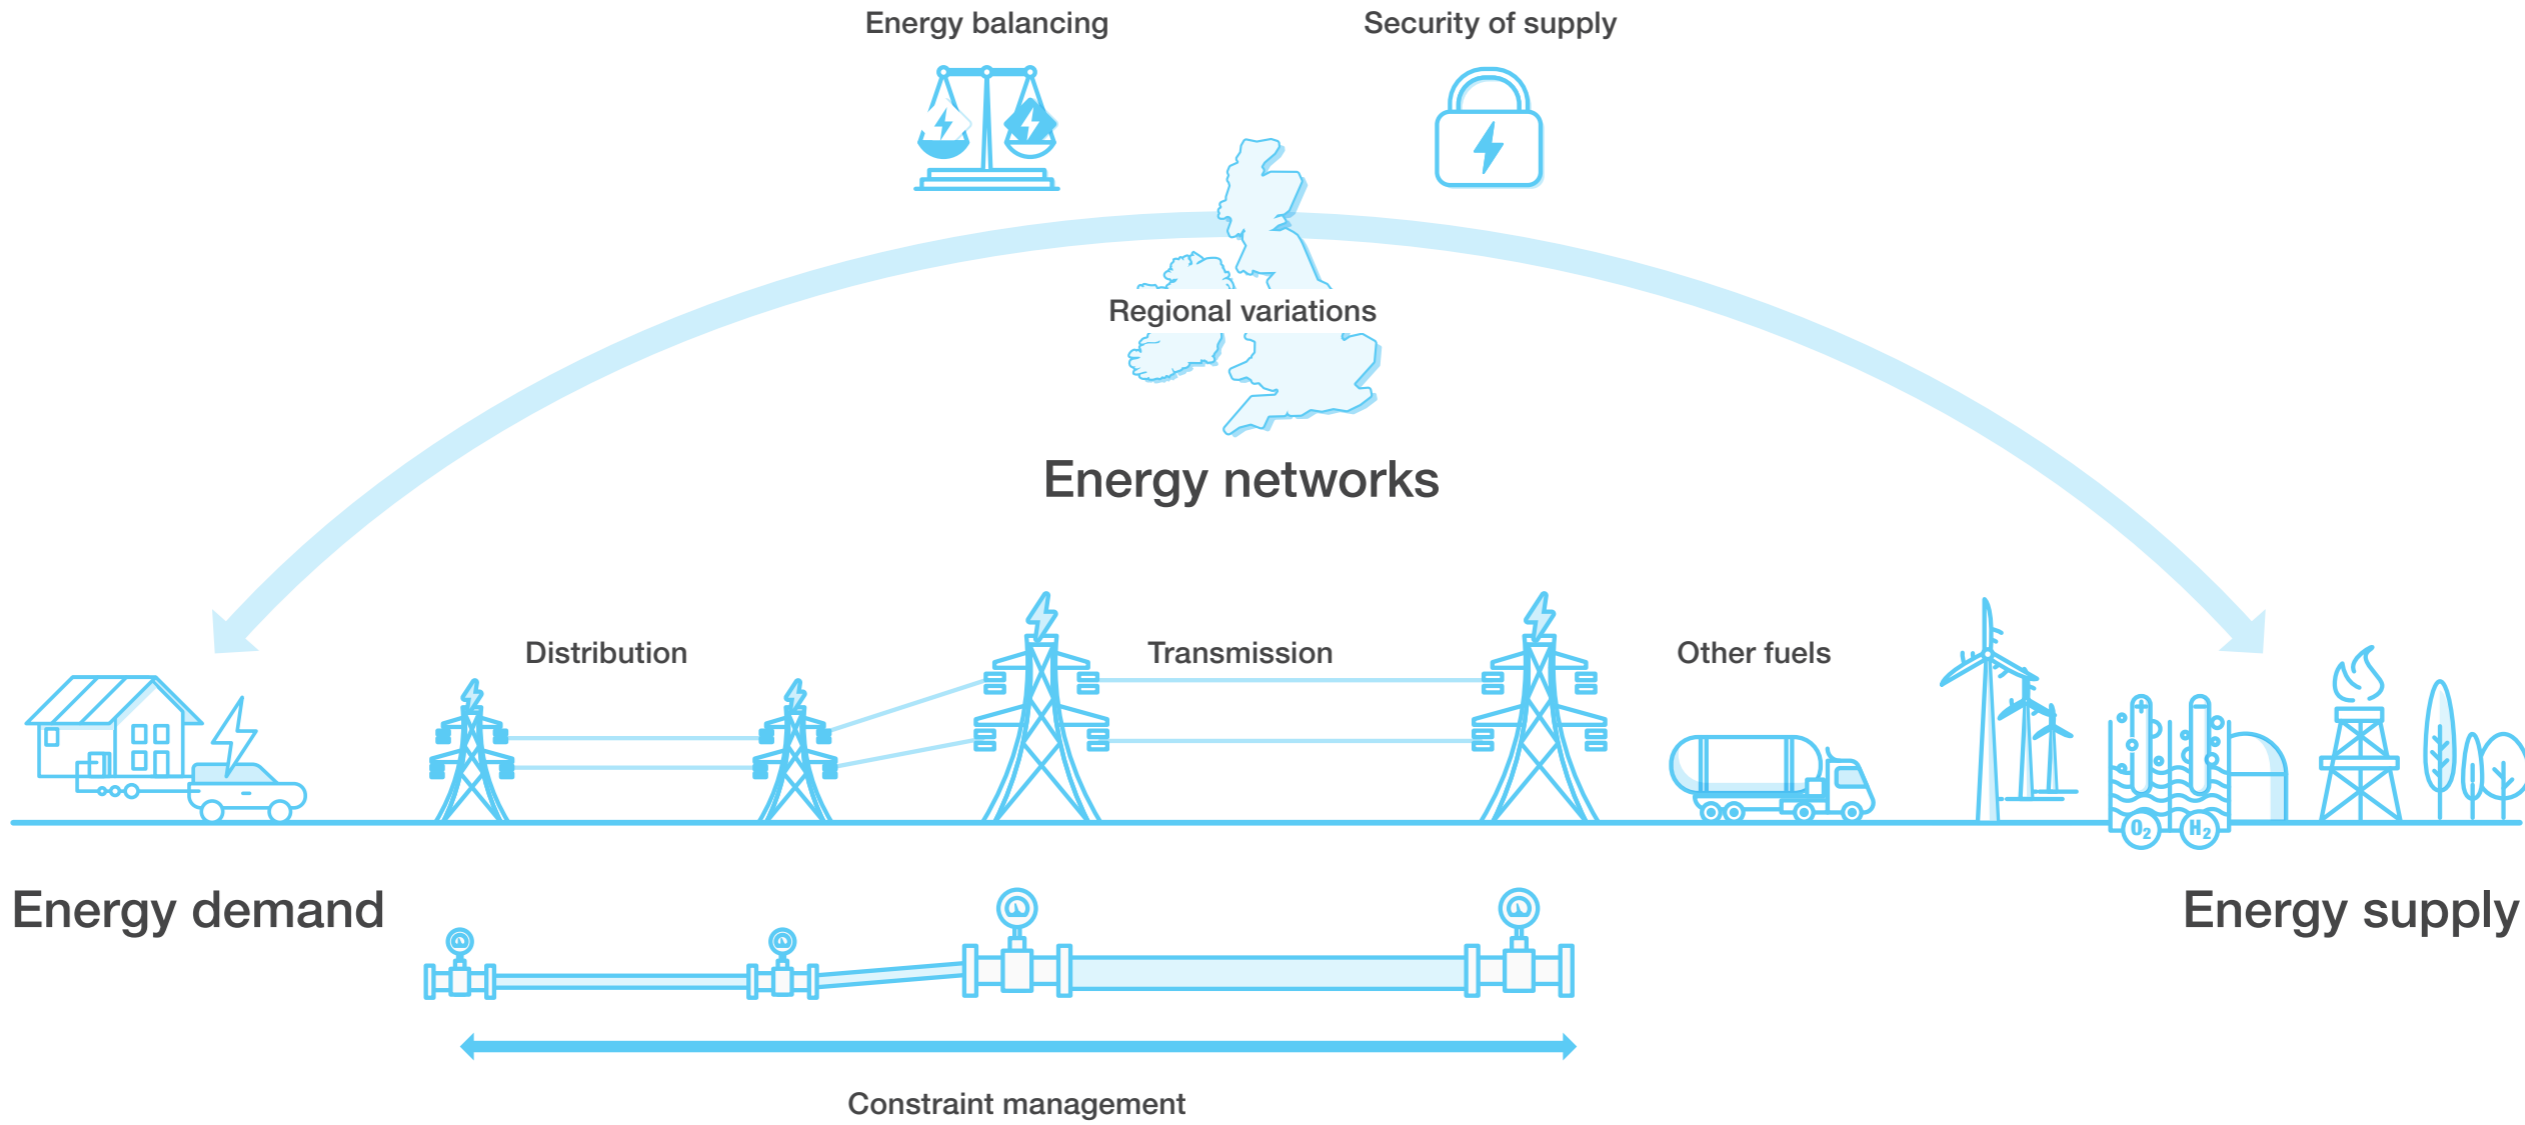 Energy balancing
Security of supply
Regional variations
Energy networks
Distribution
Transmission
Other fuels
O₂
H₂
Energy demand
Energy supply
Constraint management